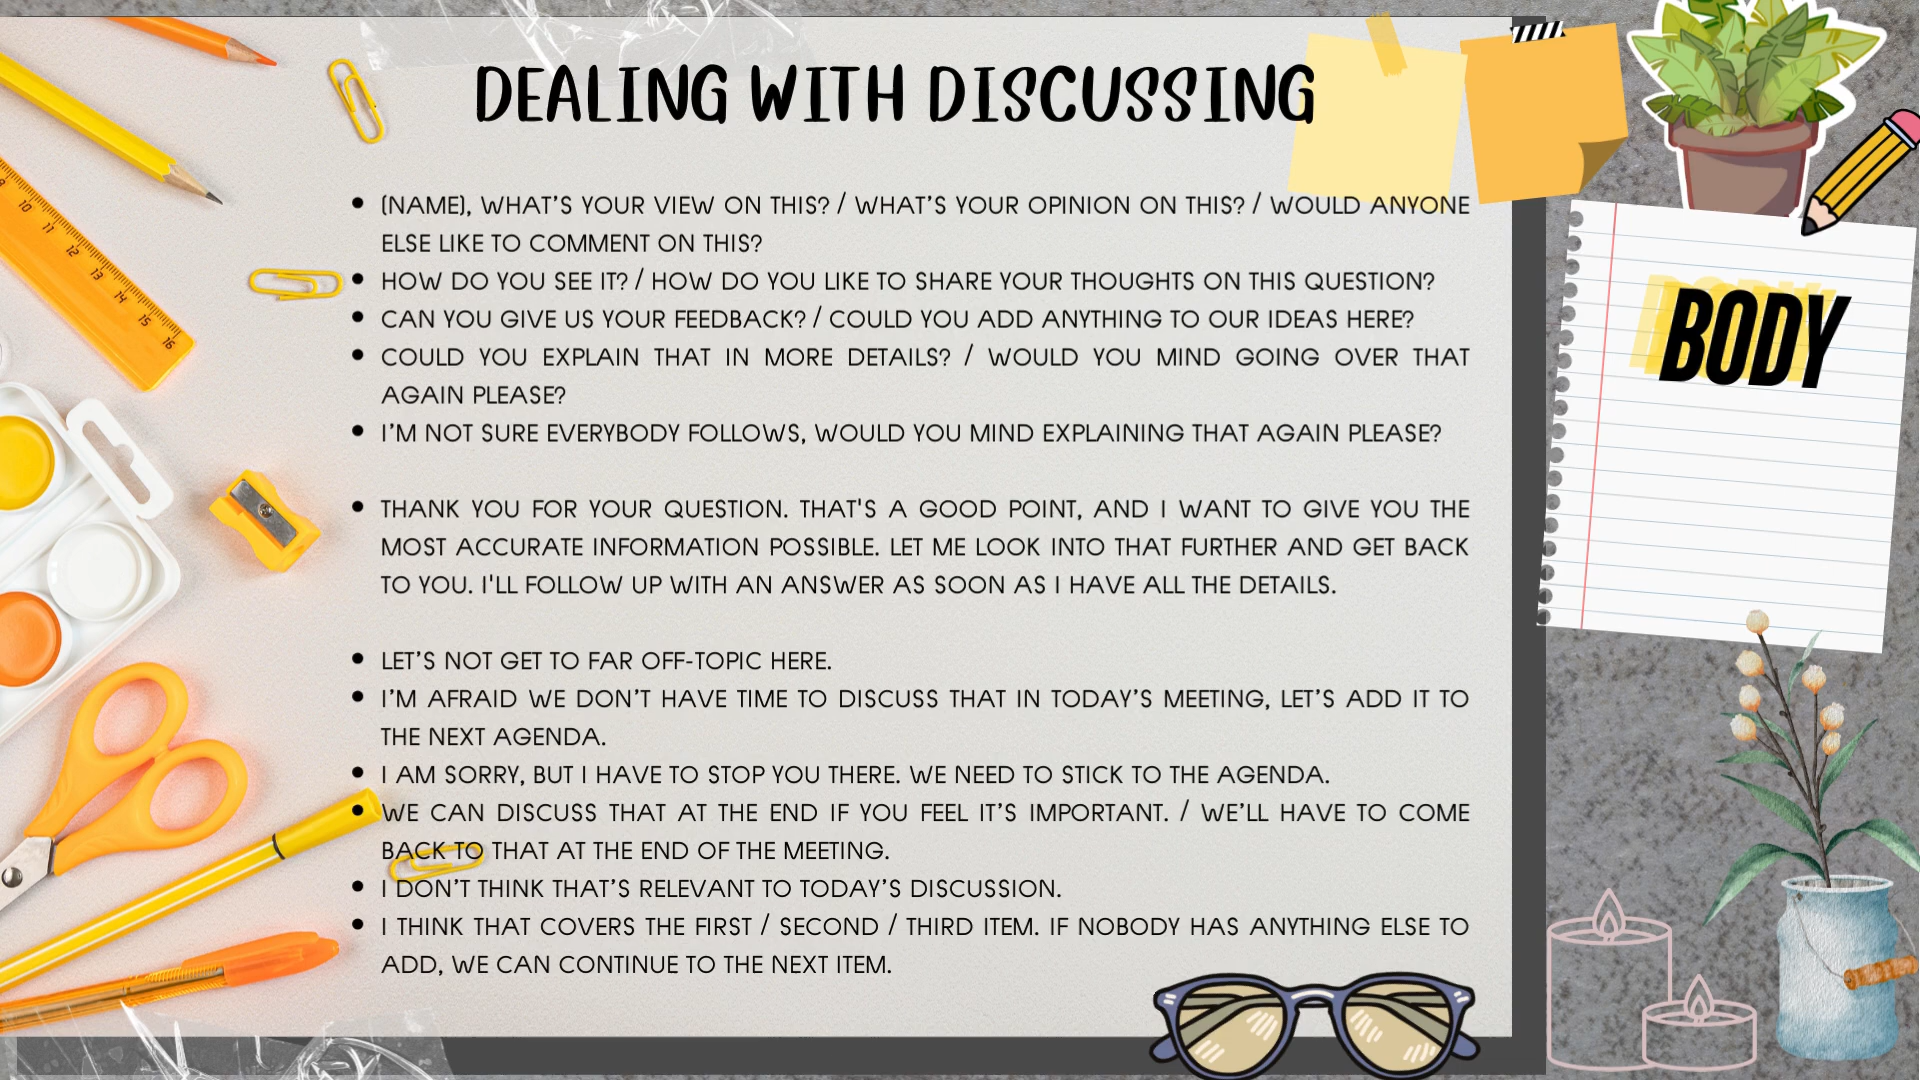 DEALING WITH DISCUSSING
• (NAME), WHAT'S YOUR VIEW ON THIS? / WHAT'S YOUR OPINION ON THIS? / WOULD ANYONE
ELSE LIKE TO COMMENT ON THIS?
• HOW DO YOU SEE IT? / HOW DO YOU LIKE TO SHARE YOUR THOUGHTS ON THIS QUESTION?
• CAN YOU GIVE US YOUR FEEDBACK? / COULD YOU ADD ANYTHING TO OUR IDEAS HERE?
• COULD YOU EXPLAIN THAT IN MORE DETAILS? / WOULD YOU MIND GOING OVER THAT
AGAIN PLEASE?
• I'M NOT SURE EVERYBODY FOLLOWS, WOULD YOU MIND EXPLAINING THAT AGAIN PLEASE?
• THANK YOU FOR YOUR QUESTION. THAT'S A GOOD POINT, AND I WANT TO GIVE YOU THE
MOST ACCURATE INFORMATION POSSIBLE. LET ME LOOK INTO THAT FURTHER AND GET BACK
TO YOU. I'LL FOLLOW UP WITH AN ANSWER AS SOON AS I HAVE ALL THE DETAILS.
• LET'S NOT GET TO FAR OFF-TOPIC HERE.
• I'M AFRAID WE DON'T HAVE TIME TO DISCUSS THAT IN TODAY'S MEETING, LET'S ADD IT TO
THE NEXT AGENDA.
• I AM SORRY, BUT I HAVE TO STOP YOU THERE. WE NEED TO STICK TO THE AGENDA.
• WE CAN DISCUSS THAT AT THE END IF YOU FEEL IT'S IMPORTANT. / WE'LL HAVE TO COME
BACK TO THAT AT THE END OF THE MEETING.
• I DON'T THINK THAT'S RELEVANT TO TODAY'S DISCUSSION.
• I THINK THAT COVERS THE FIRST / SECOND / THIRD ITEM. IF NOBODY HAS ANYTHING ELSE TO
ADD, WE CAN CONTINUE TO THE NEXT ITEM.
BODY
10
11
12
13
14
15
16